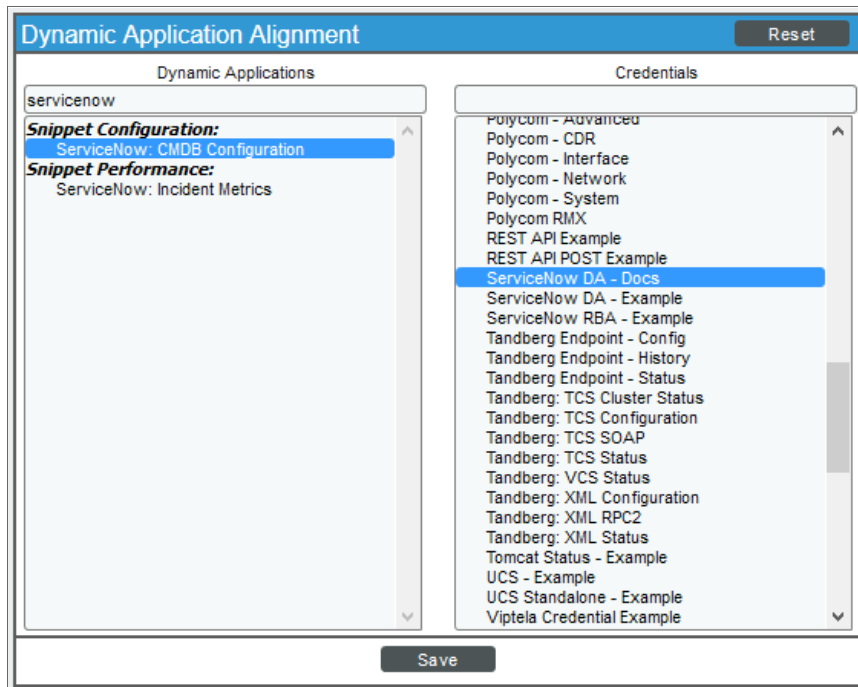 Dynamic Application Alignment
Reset
Dynamic Applications
servicenow
Snippet Configuration:
ServiceNow: CMDB Configuration
Snippet Performance:
ServiceNow: Incident Metrics
Credentials
Polycom - Advanced
Polycom - CDR
Polycom - Interface
Polycom - Network
Polycom - System
Polycom RMX
REST API Example
REST API POST Example
ServiceNow DA - Docs
ServiceNow DA - Example
ServiceNow RBA - Example
Tandberg Endpoint - Config
Tandberg Endpoint - History
Tandberg Endpoint - Status
Tandberg: TCS Cluster Status
Tandberg: TCS Configuration
Tandberg: TCS SOAP
Tandberg: TCS Status
Tandberg: VCS Status
Tandberg: XML Configuration
Tandberg: XML RPC2
Tandberg: XML Status
Tomcat Status - Example
UCS - Example
UCS Standalone - Example
Viptela Credential Example
Save